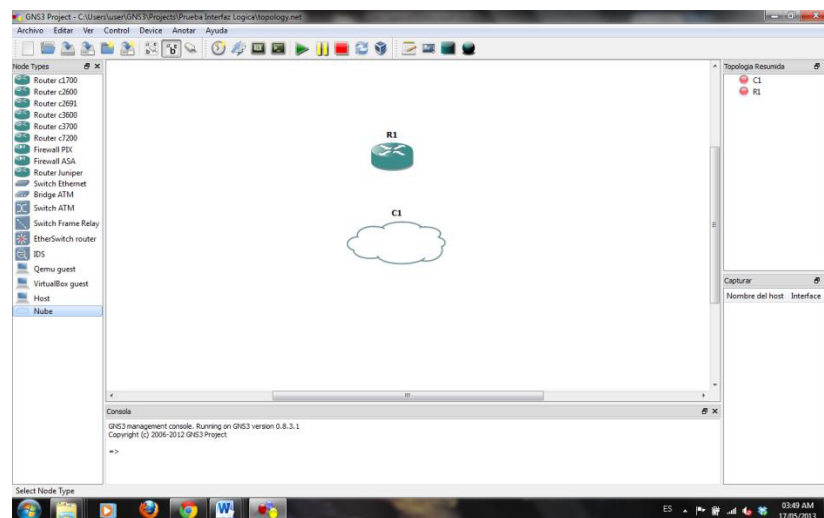 GNS3 Project - C:\Users\user\GNS3\Projects\Prueba Interfaz Logica\topology.net
Archivo Editar Ver Control Device Anotar Ayuda
Node Types
Router c1700
Router c2600
Router c2691
Router c3600
Router c3700
Router c7200
Firewall PIX
Firewall ASA
Router Juniper
Switch Ethernet
Bridge ATM
Switch ATM
Switch Frame Relay
EtherSwitch router
IDS
Qemu guest
VirtualBox guest
Host
Nube
R1
C1
Topologia Resumida
C1
R1
Capturar
Nombre del host Interface
Consola
GNS3 management console. Running on GNS3 version 0.8.3.1
Copyright (c) 2006-2012 GNS3 Project
=>
Select Node Type
ES
03:49 AM
17/05/2013